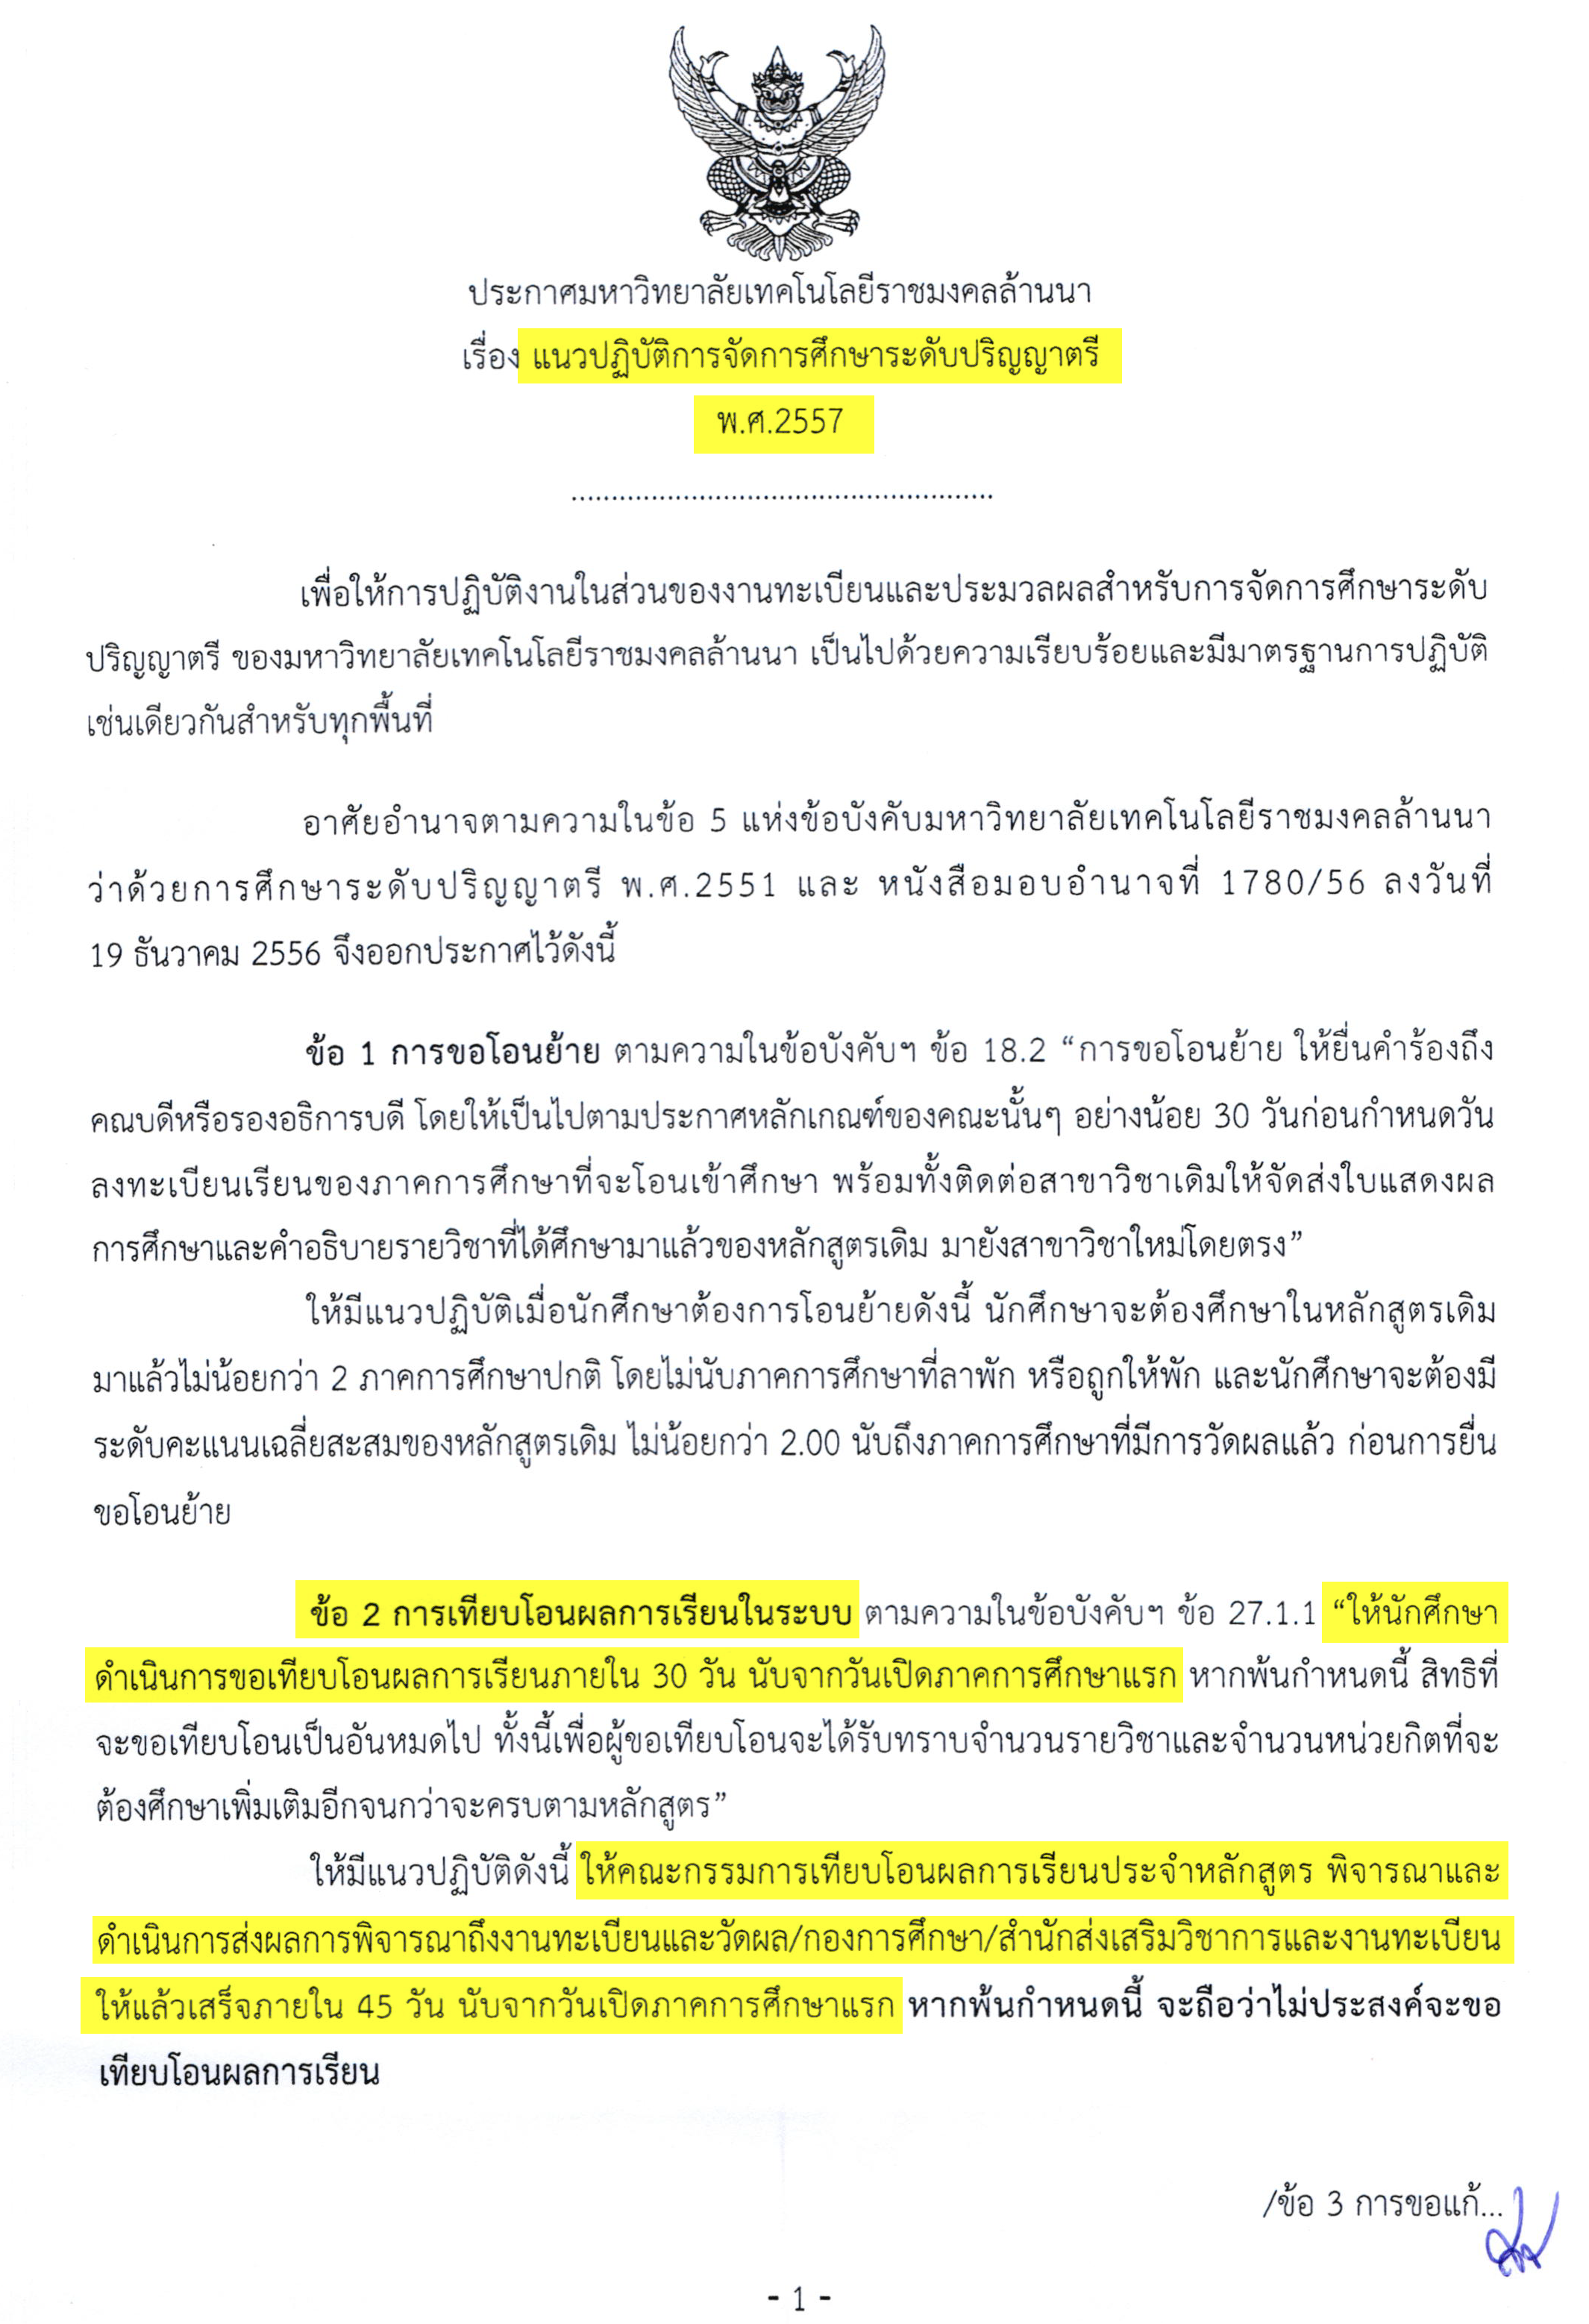 ประกาศมหาวิทยาลัยเทคโนโลยีราชมงคลล้านนา
เรื่อง แนวปฏิบัติการจัดการศึกษาระดับปริญญาตรี
พ.ศ.2557
......................................................
เพื่อให้การปฏิบัติงานในส่วนของงานทะเบียนและประมวลผลสำหรับการจัดการศึกษาระดับ
ปริญญาตรี ของมหาวิทยาลัยเทคโนโลยีราชมงคลล้านนา เป็นไปด้วยความเรียบร้อยและมีมาตรฐานการปฏิบัติ
เช่นเดียวกันสำหรับทุกพื้นที่
อาศัยอำนาจตามความในข้อ 5 แห่งข้อบังคับมหาวิทยาลัยเทคโนโลยีราชมงคลล้านนา
ว่าด้วยการศึกษาระดับปริญญาตรี พ.ศ.2551 และ หนังสือมอบอำนาจที่ 1780/56 ลงวันที่
19 ธันวาคม 2556 จึงออกประกาศไว้ดังนี้
ข้อ 1 การขอโอนย้าย ตามความในข้อบังคับฯ ข้อ 18.2 “การขอโอนย้าย ให้ยื่นคำร้องถึง
คณบดีหรือรองอธิการบดี โดยให้เป็นไปตามประกาศหลักเกณฑ์ของคณะนั้นๆ อย่างน้อย 30 วันก่อนกำหนดวัน
ลงทะเบียนเรียนของภาคการศึกษาที่จะโอนเข้าศึกษา พร้อมทั้งติดต่อสาขาวิชาเดิมให้จัดส่งใบแสดงผล
การศึกษาและคำอธิบายรายวิชาที่ได้ศึกษามาแล้วของหลักสูตรเดิม มายังสาขาวิชาใหม่โดยตรง”
ให้มีแนวปฏิบัติเมื่อนักศึกษาต้องการโอนย้ายดังนี้ นักศึกษาจะต้องศึกษาในหลักสูตรเดิม
มาแล้วไม่น้อยกว่า 2 ภาคการศึกษาปกติ โดยไม่นับภาคการศึกษาที่ลาพัก หรือถูกให้พัก และนักศึกษาจะต้องมี
ระดับคะแนนเฉลี่ยสะสมของหลักสูตรเดิม ไม่น้อยกว่า 2.00 นับถึงภาคการศึกษาที่มีการวัดผลแล้ว ก่อนการยื่น
ขอโอนย้าย
ข้อ 2 การเทียบโอนผลการเรียนในระบบ ตามความในข้อบังคับฯ ข้อ 27.1.1 “ให้นักศึกษา
ดำเนินการขอเทียบโอนผลการเรียนภายใน 30 วัน นับจากวันเปิดภาคการศึกษาแรก หากพ้นกำหนดนี้ สิทธิที่
จะขอเทียบโอนเป็นอันหมดไป ทั้งนี้เพื่อผู้ขอเทียบโอนจะได้รับทราบจำนวนรายวิชาและจำนวนหน่วยกิตที่จะ
ต้องศึกษาเพิ่มเติมอีกจนกว่าจะครบตามหลักสูตร”
ให้มีแนวปฏิบัติดังนี้ ให้คณะกรรมการเทียบโอนผลการเรียนประจำหลักสูตร พิจารณาและ
ดำเนินการส่งผลการพิจารณาถึงงานทะเบียนและวัดผล/กองการศึกษา/สำนักส่งเสริมวิชาการและงานทะเบียน
ให้แล้วเสร็จภายใน 45 วัน นับจากวันเปิดภาคการศึกษาแรก หากพ้นกำหนดนี้ จะถือว่าไม่ประสงค์จะขอ
เทียบโอนผลการเรียน
/ข้อ 3 การขอแก้...
- 1 -